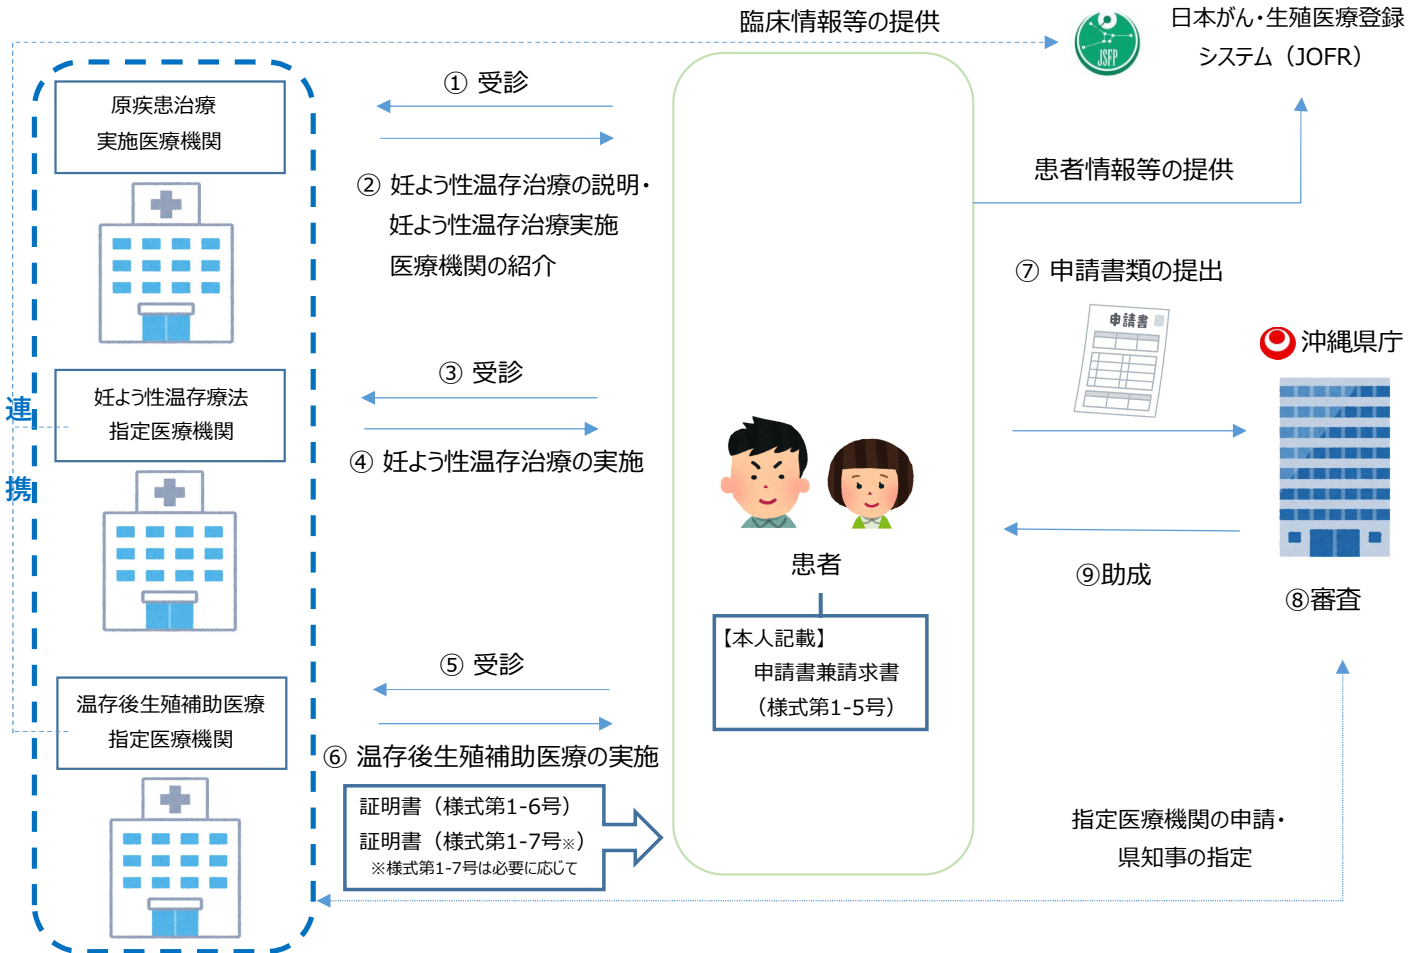 臨床情報等の提供
日本がん・生殖医療登録
システム（JOFR）
JSFP
原疾患治療
実施医療機関
① 受診
② 妊よう性温存治療の説明・
妊よう性温存治療実施
医療機関の紹介
患者情報等の提供
⑦ 申請書類の提出
申請書
沖縄県庁
連
携
妊よう性温存療法
指定医療機関
③ 受診
④ 妊よう性温存治療の実施
患者
【本人記載】
申請書兼請求書
（様式第1-5号）
⑨助成
⑧審査
温存後生殖補助医療
指定医療機関
⑤ 受診
⑥ 温存後生殖補助医療の実施
証明書（様式第1-6号）
証明書（様式第1-7号※）
※様式第1-7号は必要に応じて
指定医療機関の申請・
県知事の指定